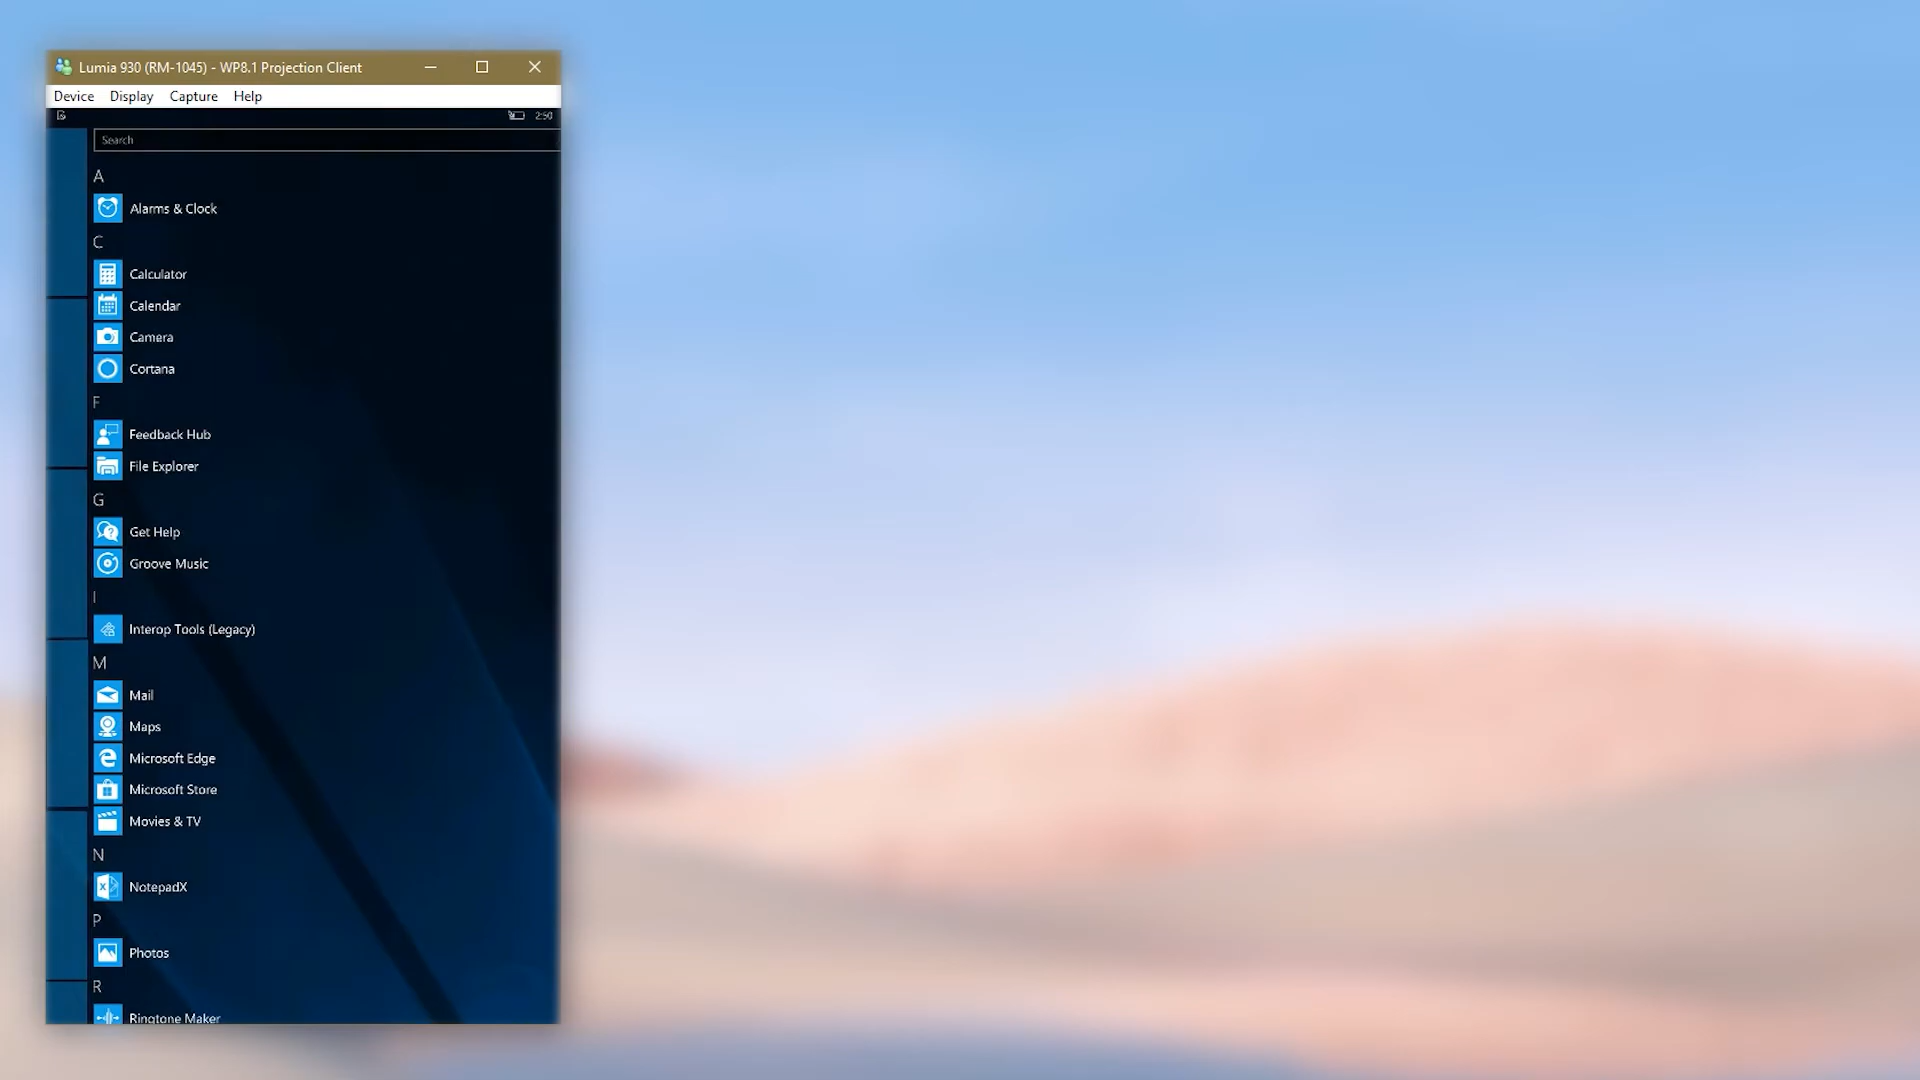 Lumia 930 (RM-1045) - WP8.1 Projection Client
Device Display Capture Help
2:50
Search
A
Alarms & Clock
C
Calculator
Calendar
Camera
Cortana
F
Feedback Hub
File Explorer
G
Get Help
Groove Music
I
Interop Tools (Legacy)
M
Mail
Maps
Microsoft Edge
Microsoft Store
Movies & TV
N
NotepadX
P
Photos
R
Ringtone Maker